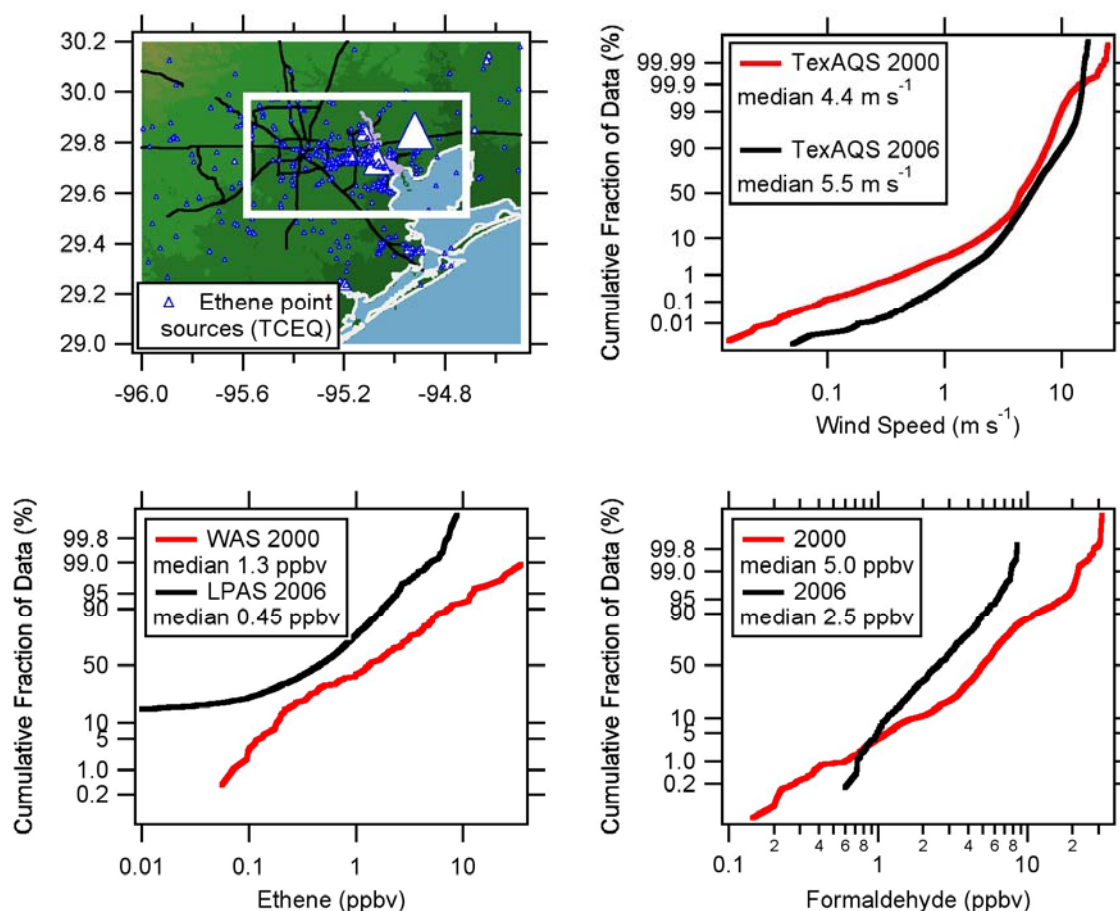 30.2
30.0
29.8
29.6
29.4
29.2
29.0
-96.0 -95.6 -95.2 -94.8
△ Ethene point
sources (TCEQ)
Cumulative Fraction of Data (%)
99.99
99.9
99
90
50
10
1
0.1
0.01
TexAQS 2000
median 4.4 m s⁻¹
TexAQS 2006
median 5.5 m s⁻¹
0.1 1 10
Wind Speed (m s⁻¹)
Cumulative Fraction of Data (%)
99.8
99.0
95
90
50
10
5
1.0
0.2
WAS 2000
median 1.3 ppbv
LPAS 2006
median 0.45 ppbv
0.01 0.1 1 10
Ethene (ppbv)
Cumulative Fraction of Data (%)
99.8
99.0
95
90
50
10
5
1.0
0.2
2000
median 5.0 ppbv
2006
median 2.5 ppbv
0.1 2 4 6 8 1 2 4 6 8 10 2
Formaldehyde (ppbv)